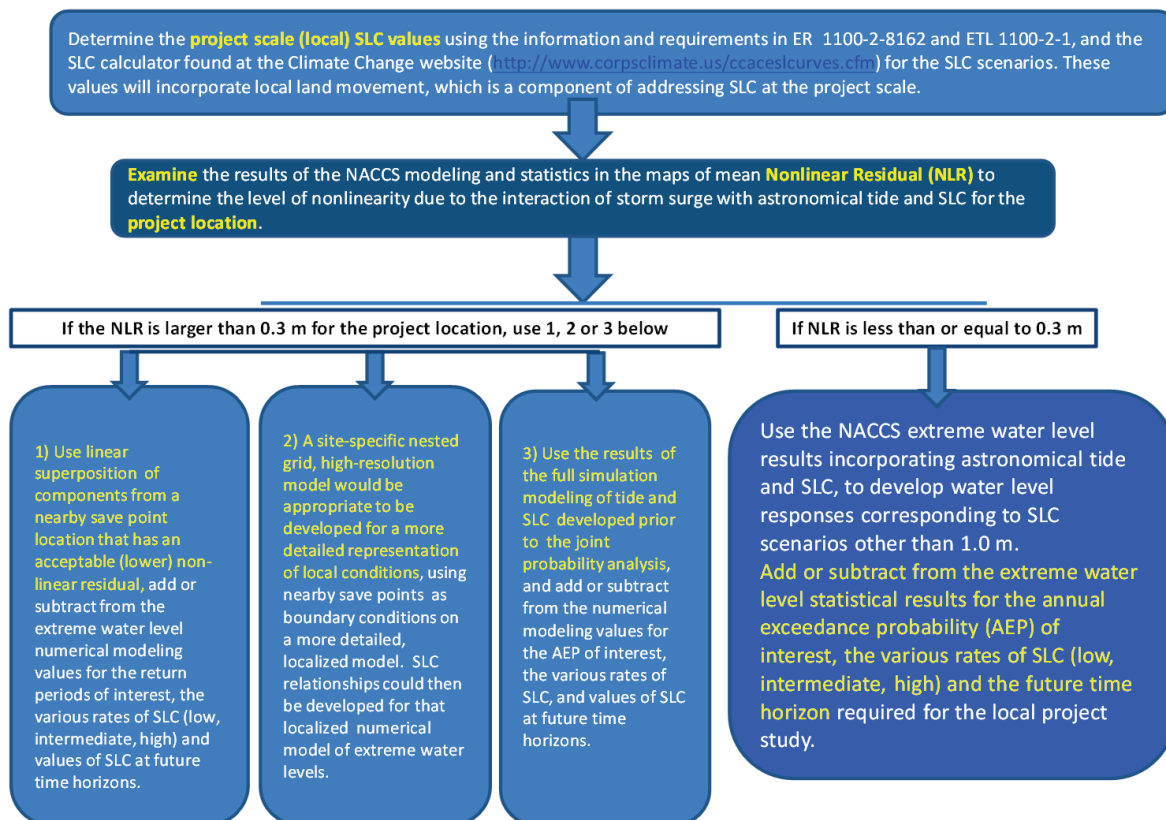 Determine the project scale (local) SLC values using the information and requirements in ER 1100-2-8162 and ETL 1100-2-1, and the
SLC calculator found at the Climate Change website (http://www.corpsclimate.us/ccaceslcurves.cfm) for the SLC scenarios. These
values will incorporate local land movement, which is a component of addressing SLC at the project scale.
Examine the results of the NACCS modeling and statistics in the maps of mean Nonlinear Residual (NLR) to
determine the level of nonlinearity due to the interaction of storm surge with astronomical tide and SLC for the
project location.
If the NLR is larger than 0.3 m for the project location, use 1, 2 or 3 below
If NLR is less than or equal to 0.3 m
1) Use linear
superposition of
components from a
nearby save point
location that has an
acceptable (lower) non-
linear residual, add or
subtract from the
extreme water level
numerical modeling
values for the return
periods of interest, the
various rates of SLC (low,
intermediate, high) and
values of SLC at future
time horizons.
2) A site-specific nested
grid, high-resolution
model would be
appropriate to be
developed for a more
detailed representation
of local conditions, using
nearby save points as
boundary conditions on
a more detailed,
localized model. SLC
relationships could then
be developed for that
localized numerical
model of extreme water
levels.
3) Use the results of
the full simulation
modeling of tide and
SLC developed prior
to the joint
probability analysis,
and add or subtract
from the numerical
modeling values for
the AEP of interest,
the various rates of
SLC, and values of SLC
at future time
horizons.
Use the NACCS extreme water level
results incorporating astronomical tide
and SLC, to develop water level
responses corresponding to SLC
scenarios other than 1.0 m.
Add or subtract from the extreme water
level statistical results for the annual
exceedance probability (AEP) of
interest, the various rates of SLC (low,
intermediate, high) and the future time
horizon required for the local project
study.